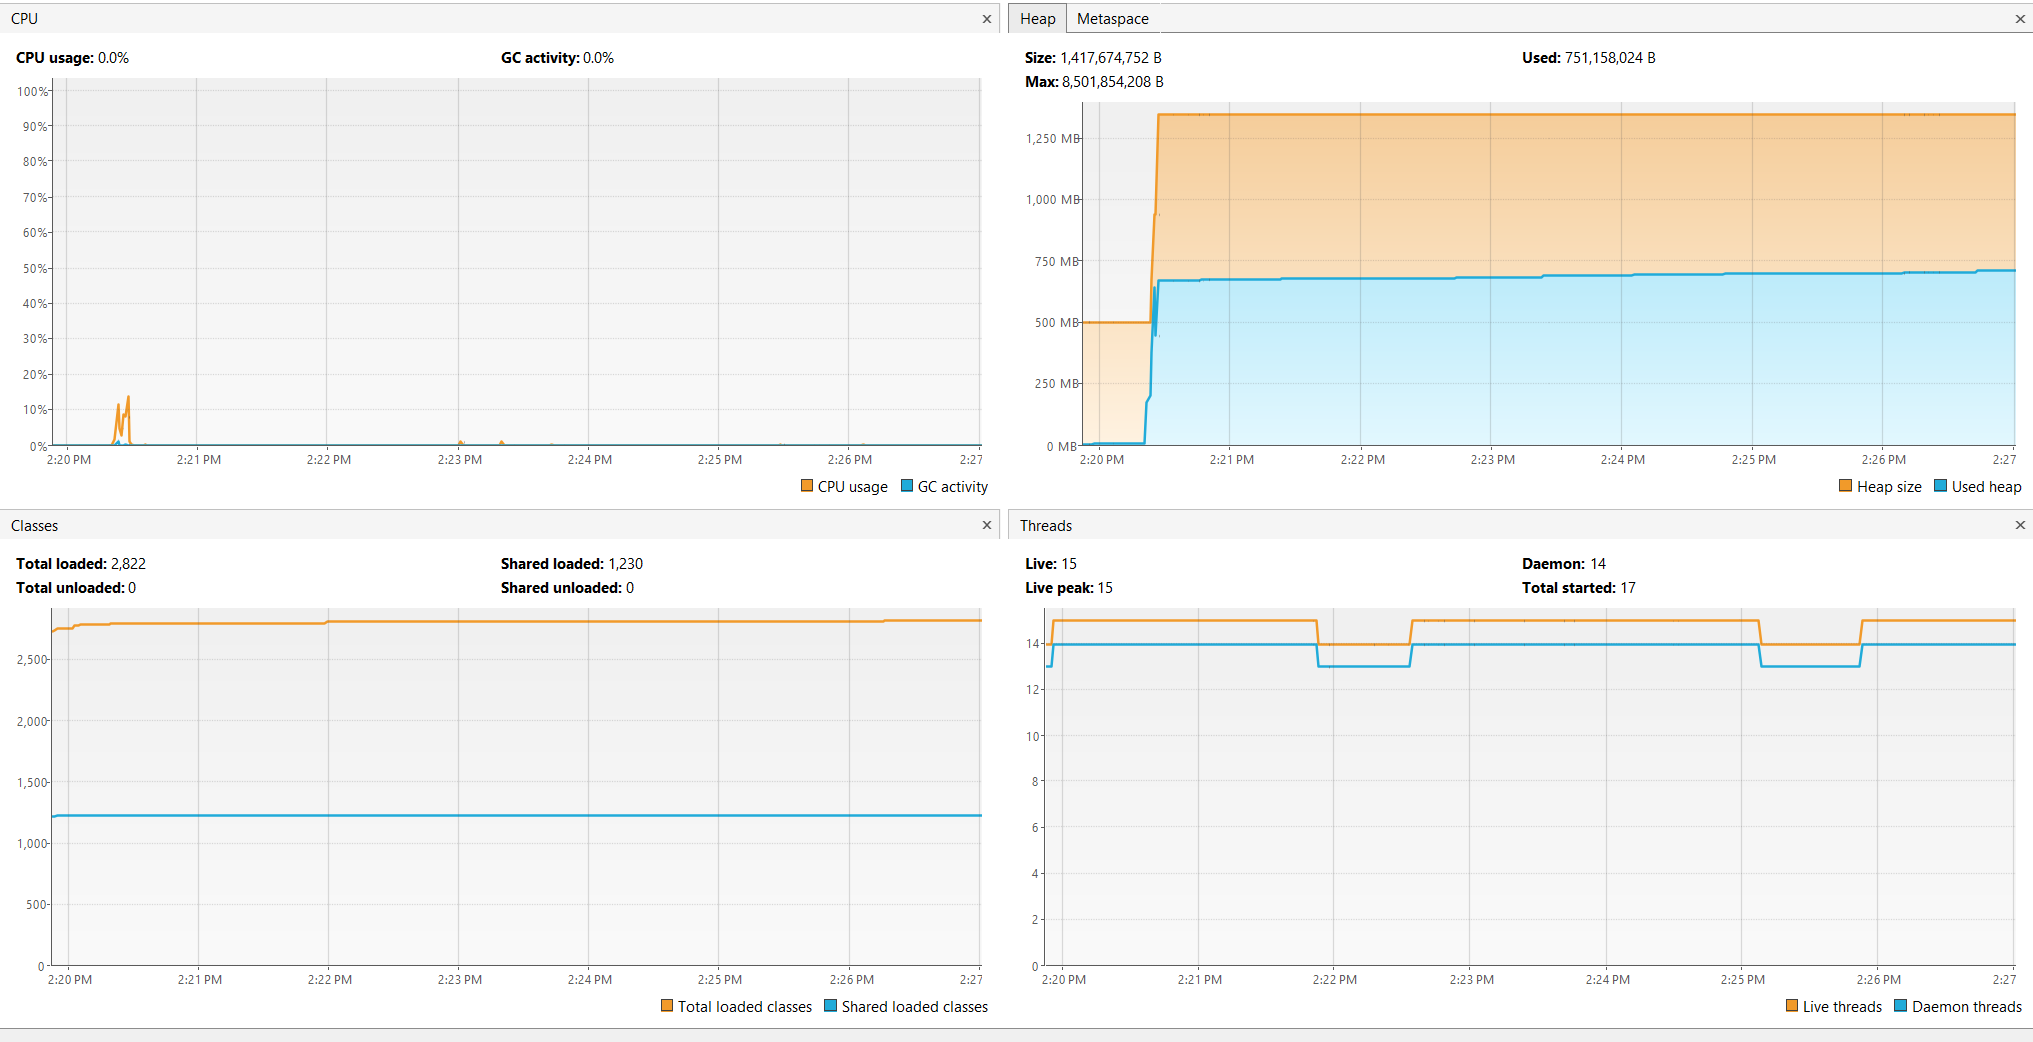 CPU
CPU usage: 0.0%
GC activity: 0.0%
100%
90%
80%
70%
60%
50%
40%
30%
20%
10%
0%
2:20 PM 2:21 PM 2:22 PM 2:23 PM 2:24 PM 2:25 PM 2:26 PM 2:27
CPU usage GC activity
Heap Metaspace
Size: 1,417,674,752 B
Used: 751,158,024 B
Max: 8,501,854,208 B
1,250 MB
1,000 MB
750 MB
500 MB
250 MB
0 MB
2:20 PM 2:21 PM 2:22 PM 2:23 PM 2:24 PM 2:25 PM 2:26 PM 2:27
Heap size Used heap
Classes
Total loaded: 2,822
Shared loaded: 1,230
Total unloaded: 0
Shared unloaded: 0
2,500
2,000
1,500
1,000
500
0
2:20 PM 2:21 PM 2:22 PM 2:23 PM 2:24 PM 2:25 PM 2:26 PM 2:27
Total loaded classes Shared loaded classes
Threads
Live: 15
Daemon: 14
Live peak: 15
Total started: 17
14
12
10
8
6
4
2
0
2:20 PM 2:21 PM 2:22 PM 2:23 PM 2:24 PM 2:25 PM 2:26 PM 2:27
Live threads Daemon threads